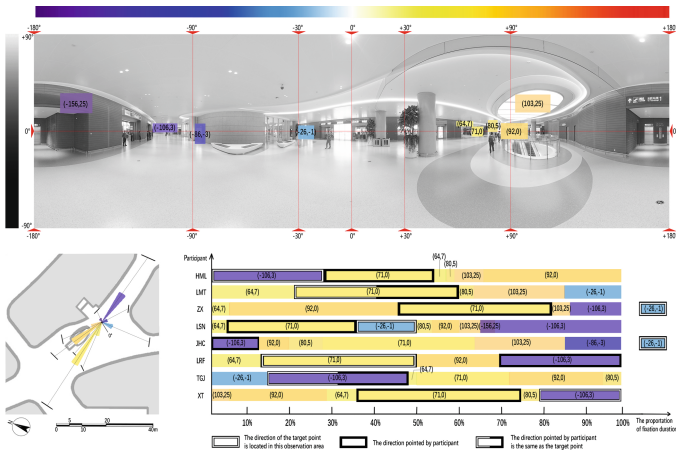 -180° -90° -30° 0° +30° +90° +180°
+90°
(-156,25)
(103,25)
(-106,3)
(-86,-3)
(-26,-1)
(64,7)
(80,5)
(71,0)
(92,0)
0°
-90°
-180° -90° -30° 0° +30° +90° +180°
Participant
(64,7)
(80,5)
HML (-106,3) (71,0) (103,25) (92,0)
LMT (64,7) (71,0) (80,5) (103,25) (-26,-1)
ZX (64,7) (92,0) (71,0) (103,25) (-106,3) (-26,-1)
LSN (64,7) (71,0) (-26,-1) (80,5) (92,0) (103,25) (-156,25) (-106,3)
JHC (-106,3) (92,0) (80,5) (71,0) (103,25) (-86,-3) (-26,-1)
LRF (64,7) (71,0) (92,0) (-106,3)
(64,7)
TGJ (-26,-1) (-106,3) (71,0) (92,0) (80,5)
XT (103,25) (92,0) (64,7) (71,0) (80,5) (-106,3)
0% 10% 20% 30% 40% 50% 60% 70% 80% 90% 100%
The proportation
of fixation duration
5 10 20
0 40m
The direction of the target point
is located in this observation area
The direction pointed by participant
The direction pointed by participant
is the same as the target point